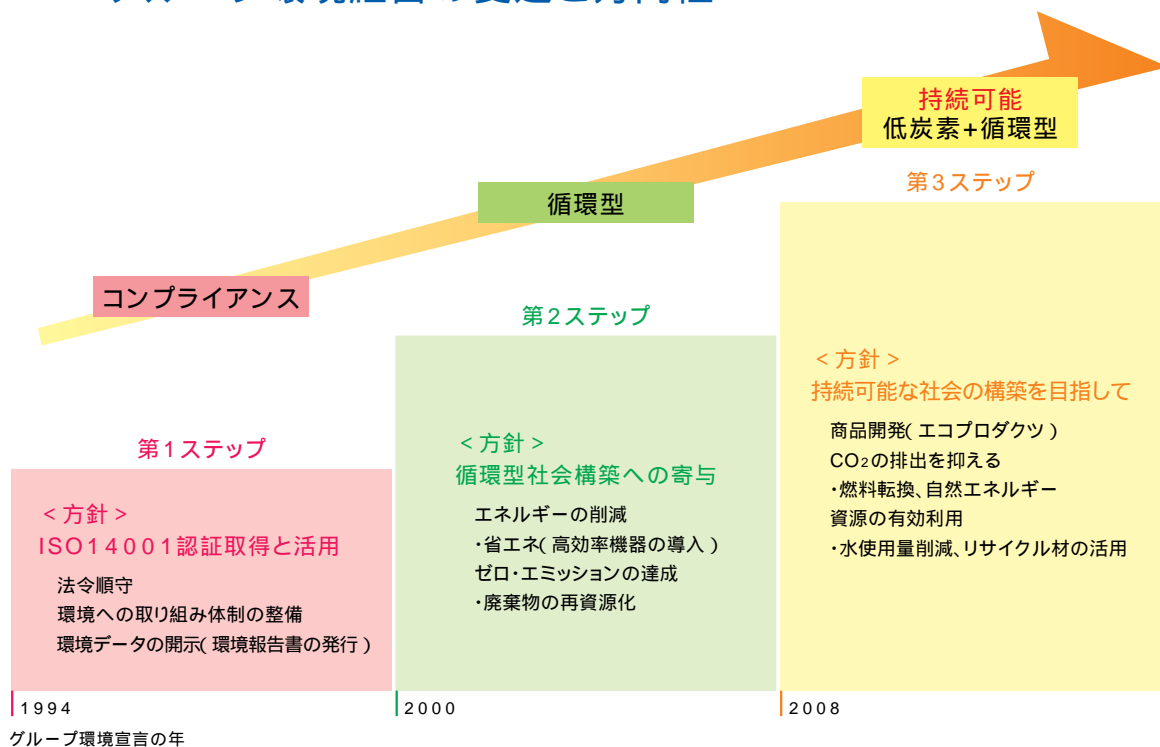 持続可能
低炭素+循環型
第3ステップ
循環型
コンプライアンス
第2ステップ
第1ステップ
<方針>
ISO14001認証取得と活用
法令順守
環境への取り組み体制の整備
環境データの開示(環境報告書の発行)
<方針>
循環型社会構築への寄与
エネルギーの削減
・省エネ(高効率機器の導入)
ゼロ・エミッションの達成
・廃棄物の再資源化
<方針>
持続可能な社会の構築を目指して
商品開発(エコプロダクツ)
CO₂の排出を抑える
・燃料転換、自然エネルギー
資源の有効利用
・水使用量削減、リサイクル材の活用
1994
2000
2008
グループ環境宣言の年